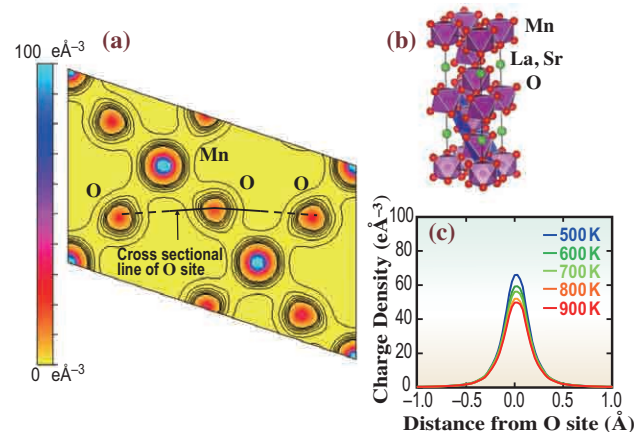 100 eÅ⁻³
(a)
Mn
O
O
O
Cross sectional
line of O site
0 eÅ⁻³
(b)
Mn
La, Sr
O
(c)
Charge Density (eÅ⁻³)
100
80
60
40
20
0
500 K
600 K
700 K
800 K
900 K
−1.0 −0.5 0.0 0.5 1.0
Distance from O site (Å)